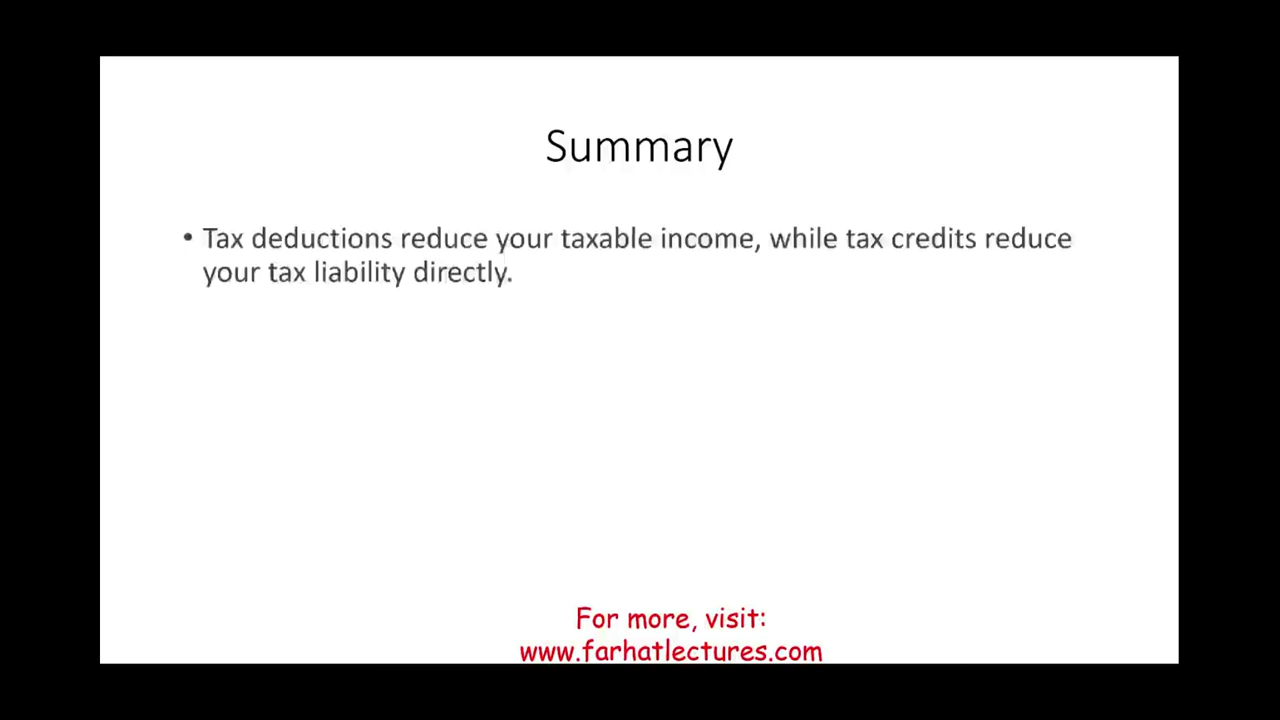 Summary
• Tax deductions reduce your taxable income, while tax credits reduce
your tax liability directly.
For more, visit:
www.farhatlectures.com